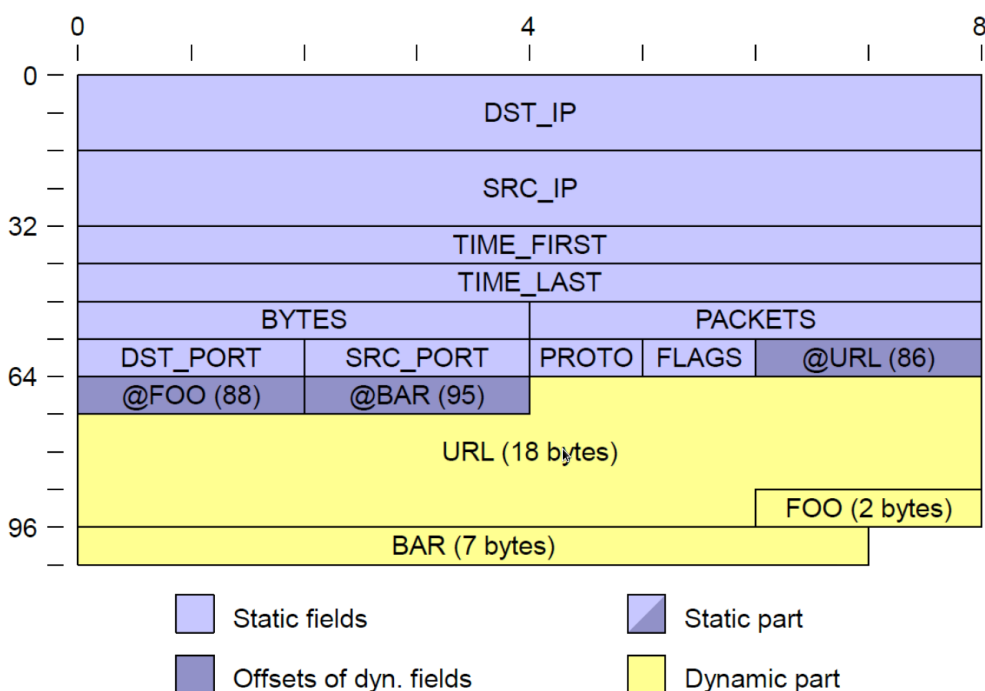 0 4 8
0
DST_IP
SRC_IP
32
TIME_FIRST
TIME_LAST
BYTES PACKETS
DST_PORT SRC_PORT PROTO FLAGS @URL (86)
64
@FOO (88) @BAR (95)
URL (18 bytes)
FOO (2 bytes)
96
BAR (7 bytes)
Static fields Static part
Offsets of dyn. fields Dynamic part